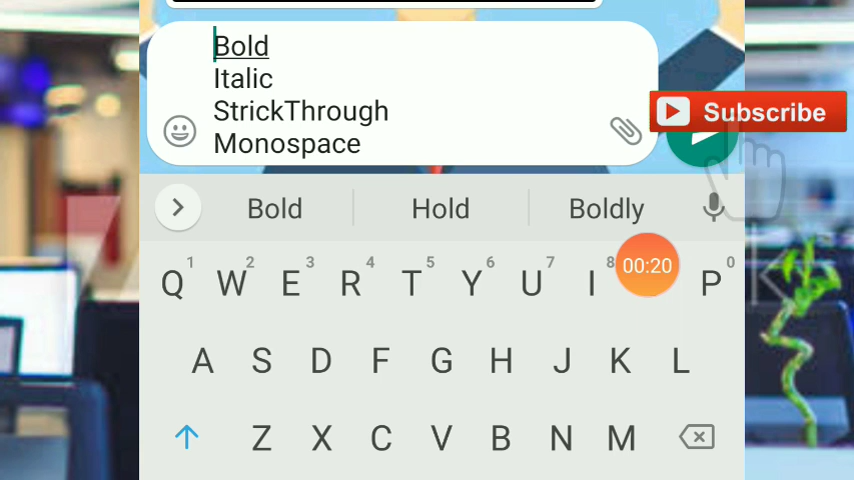 Bold
Italic
StrickThrough
Monospace
Subscribe
Bold Hold Boldly
1 2 3 4 5 6 7 8 0
Q W E R T Y U I P
00:20
A S D F G H J K L
Z X C V B N M
K